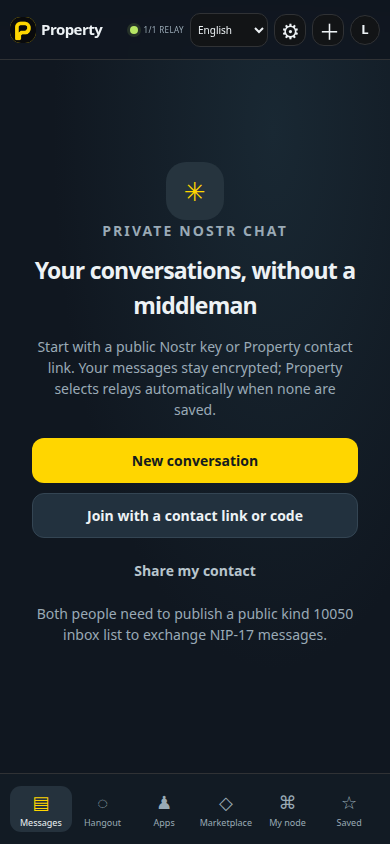 Property
1/1 RELAY
English
L
PRIVATE NOSTR CHAT
Your conversations, without a
middleman
Start with a public Nostr key or Property contact
link. Your messages stay encrypted; Property
selects relays automatically when none are
saved.
New conversation
Join with a contact link or code
Share my contact
Both people need to publish a public kind 10050
inbox list to exchange NIP-17 messages.
Messages
Hangout
Apps
Marketplace
My node
Saved